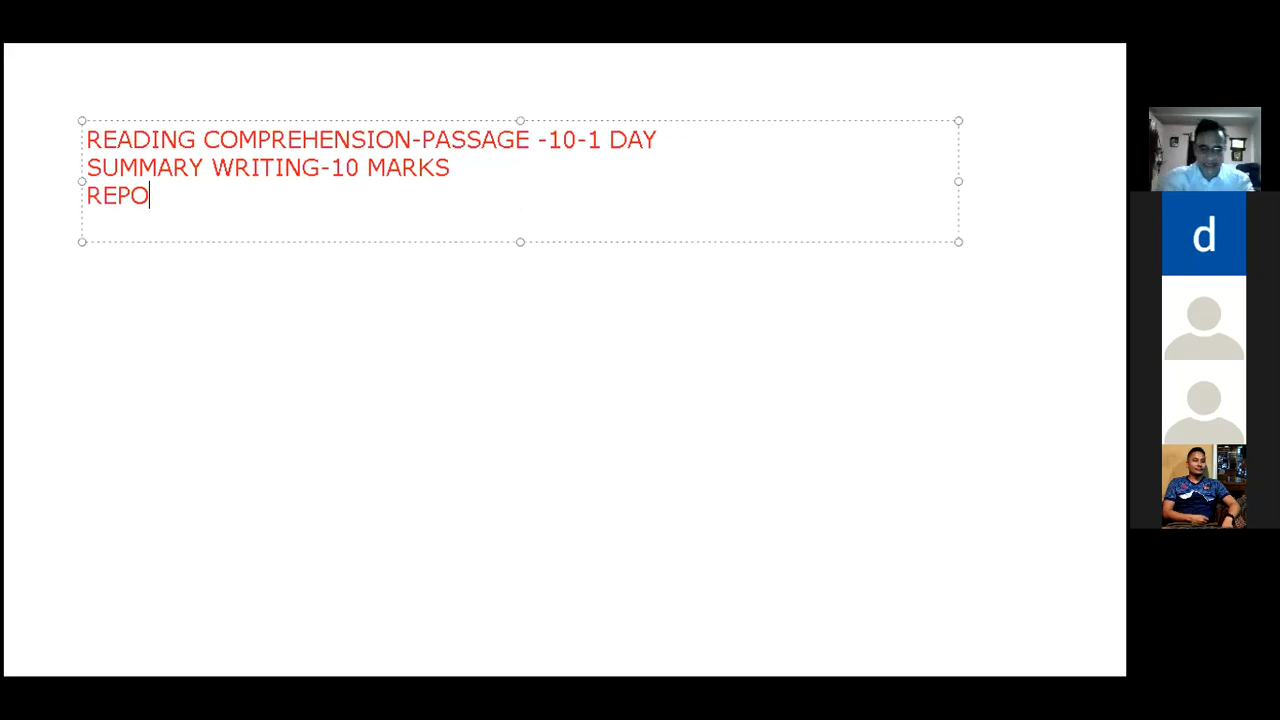 READING COMPREHENSION-PASSAGE -10-1 DAY
SUMMARY WRITING-10 MARKS
REPO
d